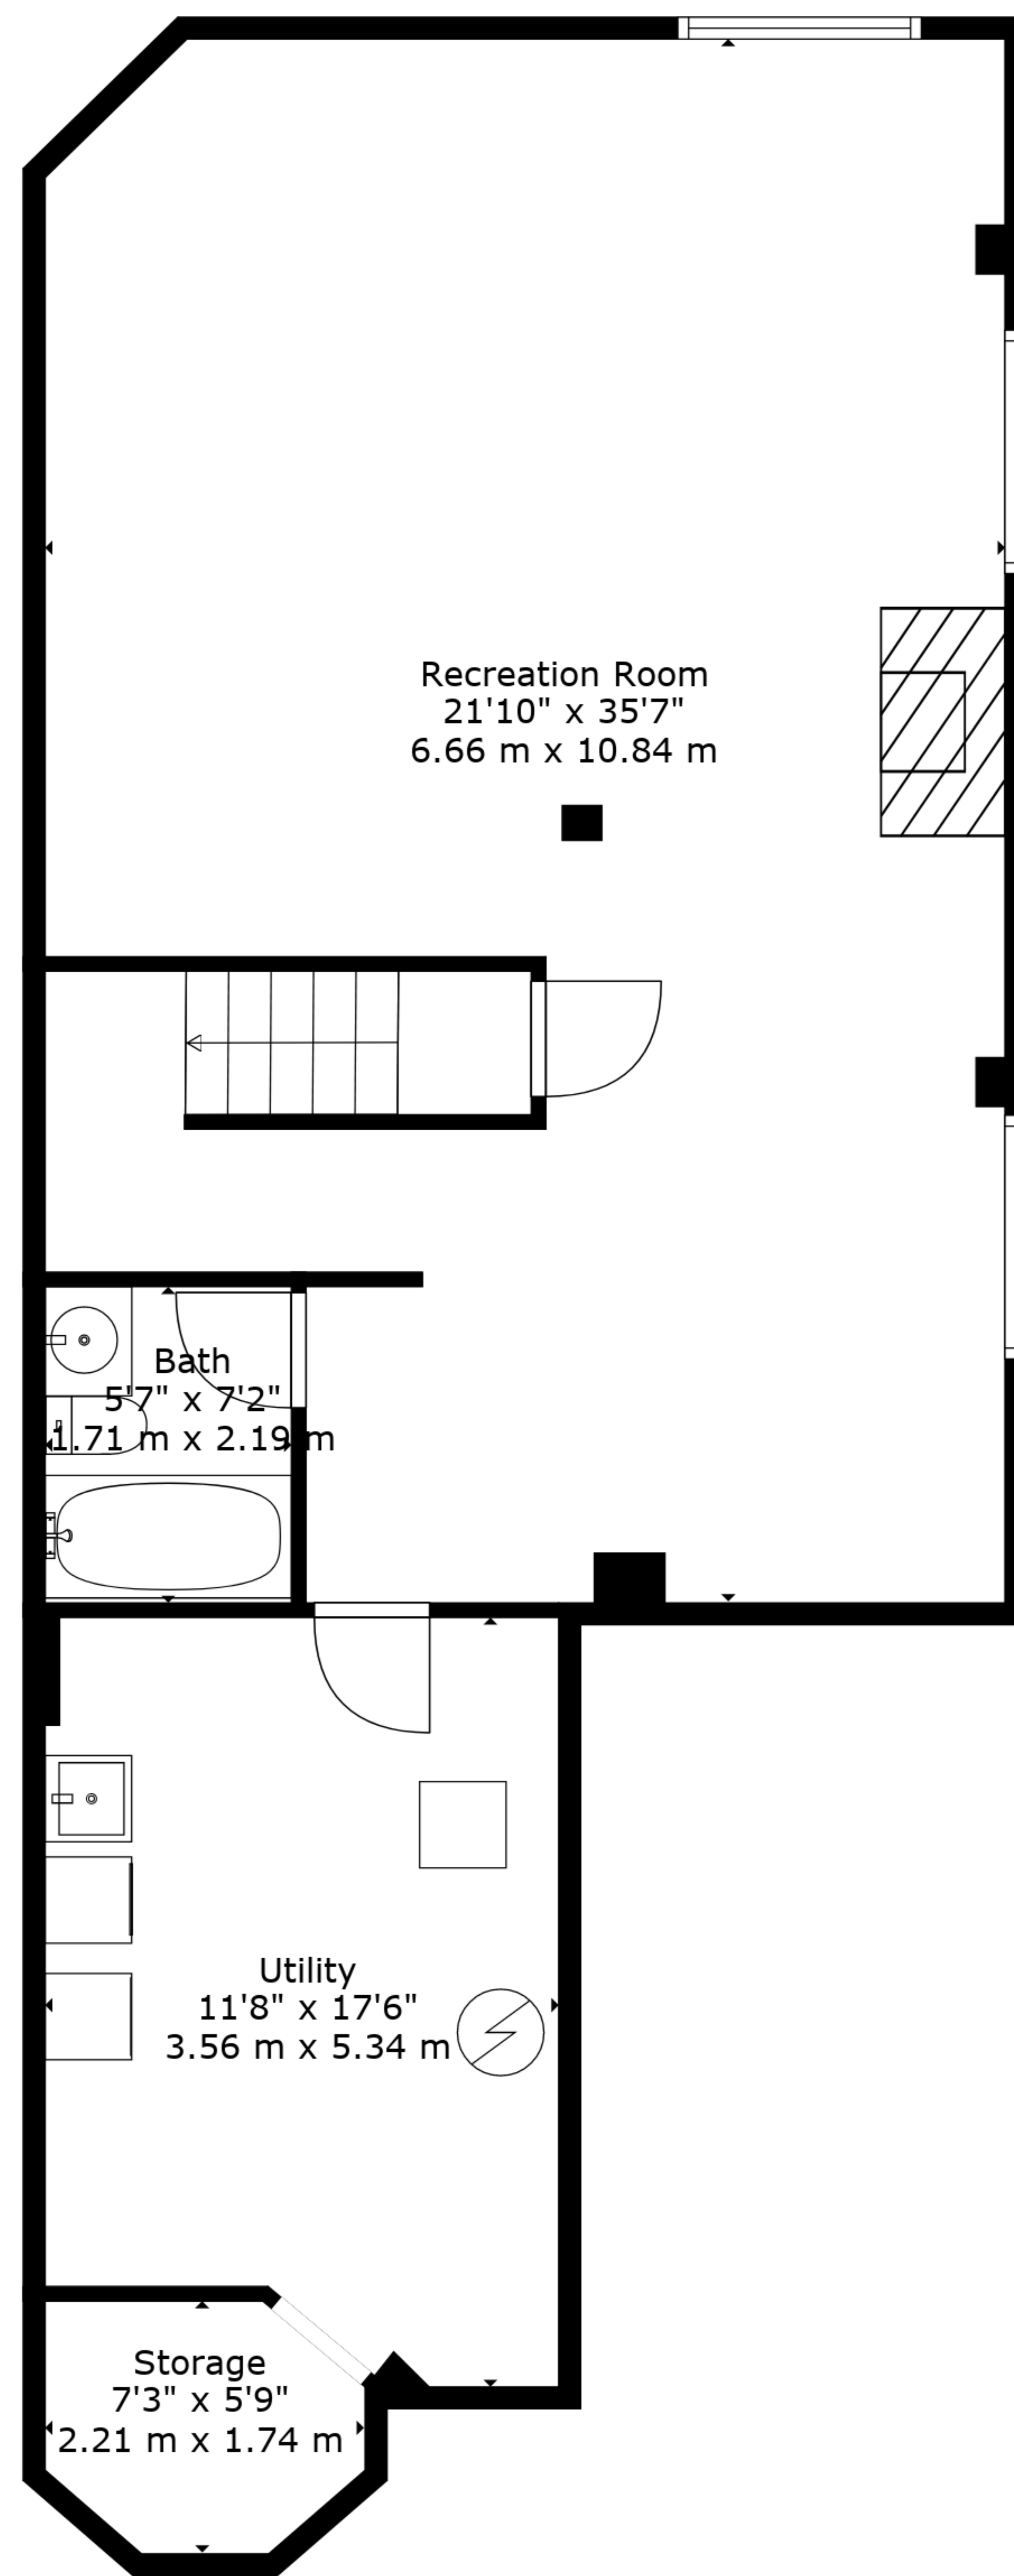 Recreation Room
21'10" x 35'7"
6.66 m x 10.84 m
Bath
5'7" x 7'2"
1.71 m x 2.19 m
Utility
11'8" x 17'6"
3.56 m x 5.34 m
Storage
7'3" x 5'9"
2.21 m x 1.74 m